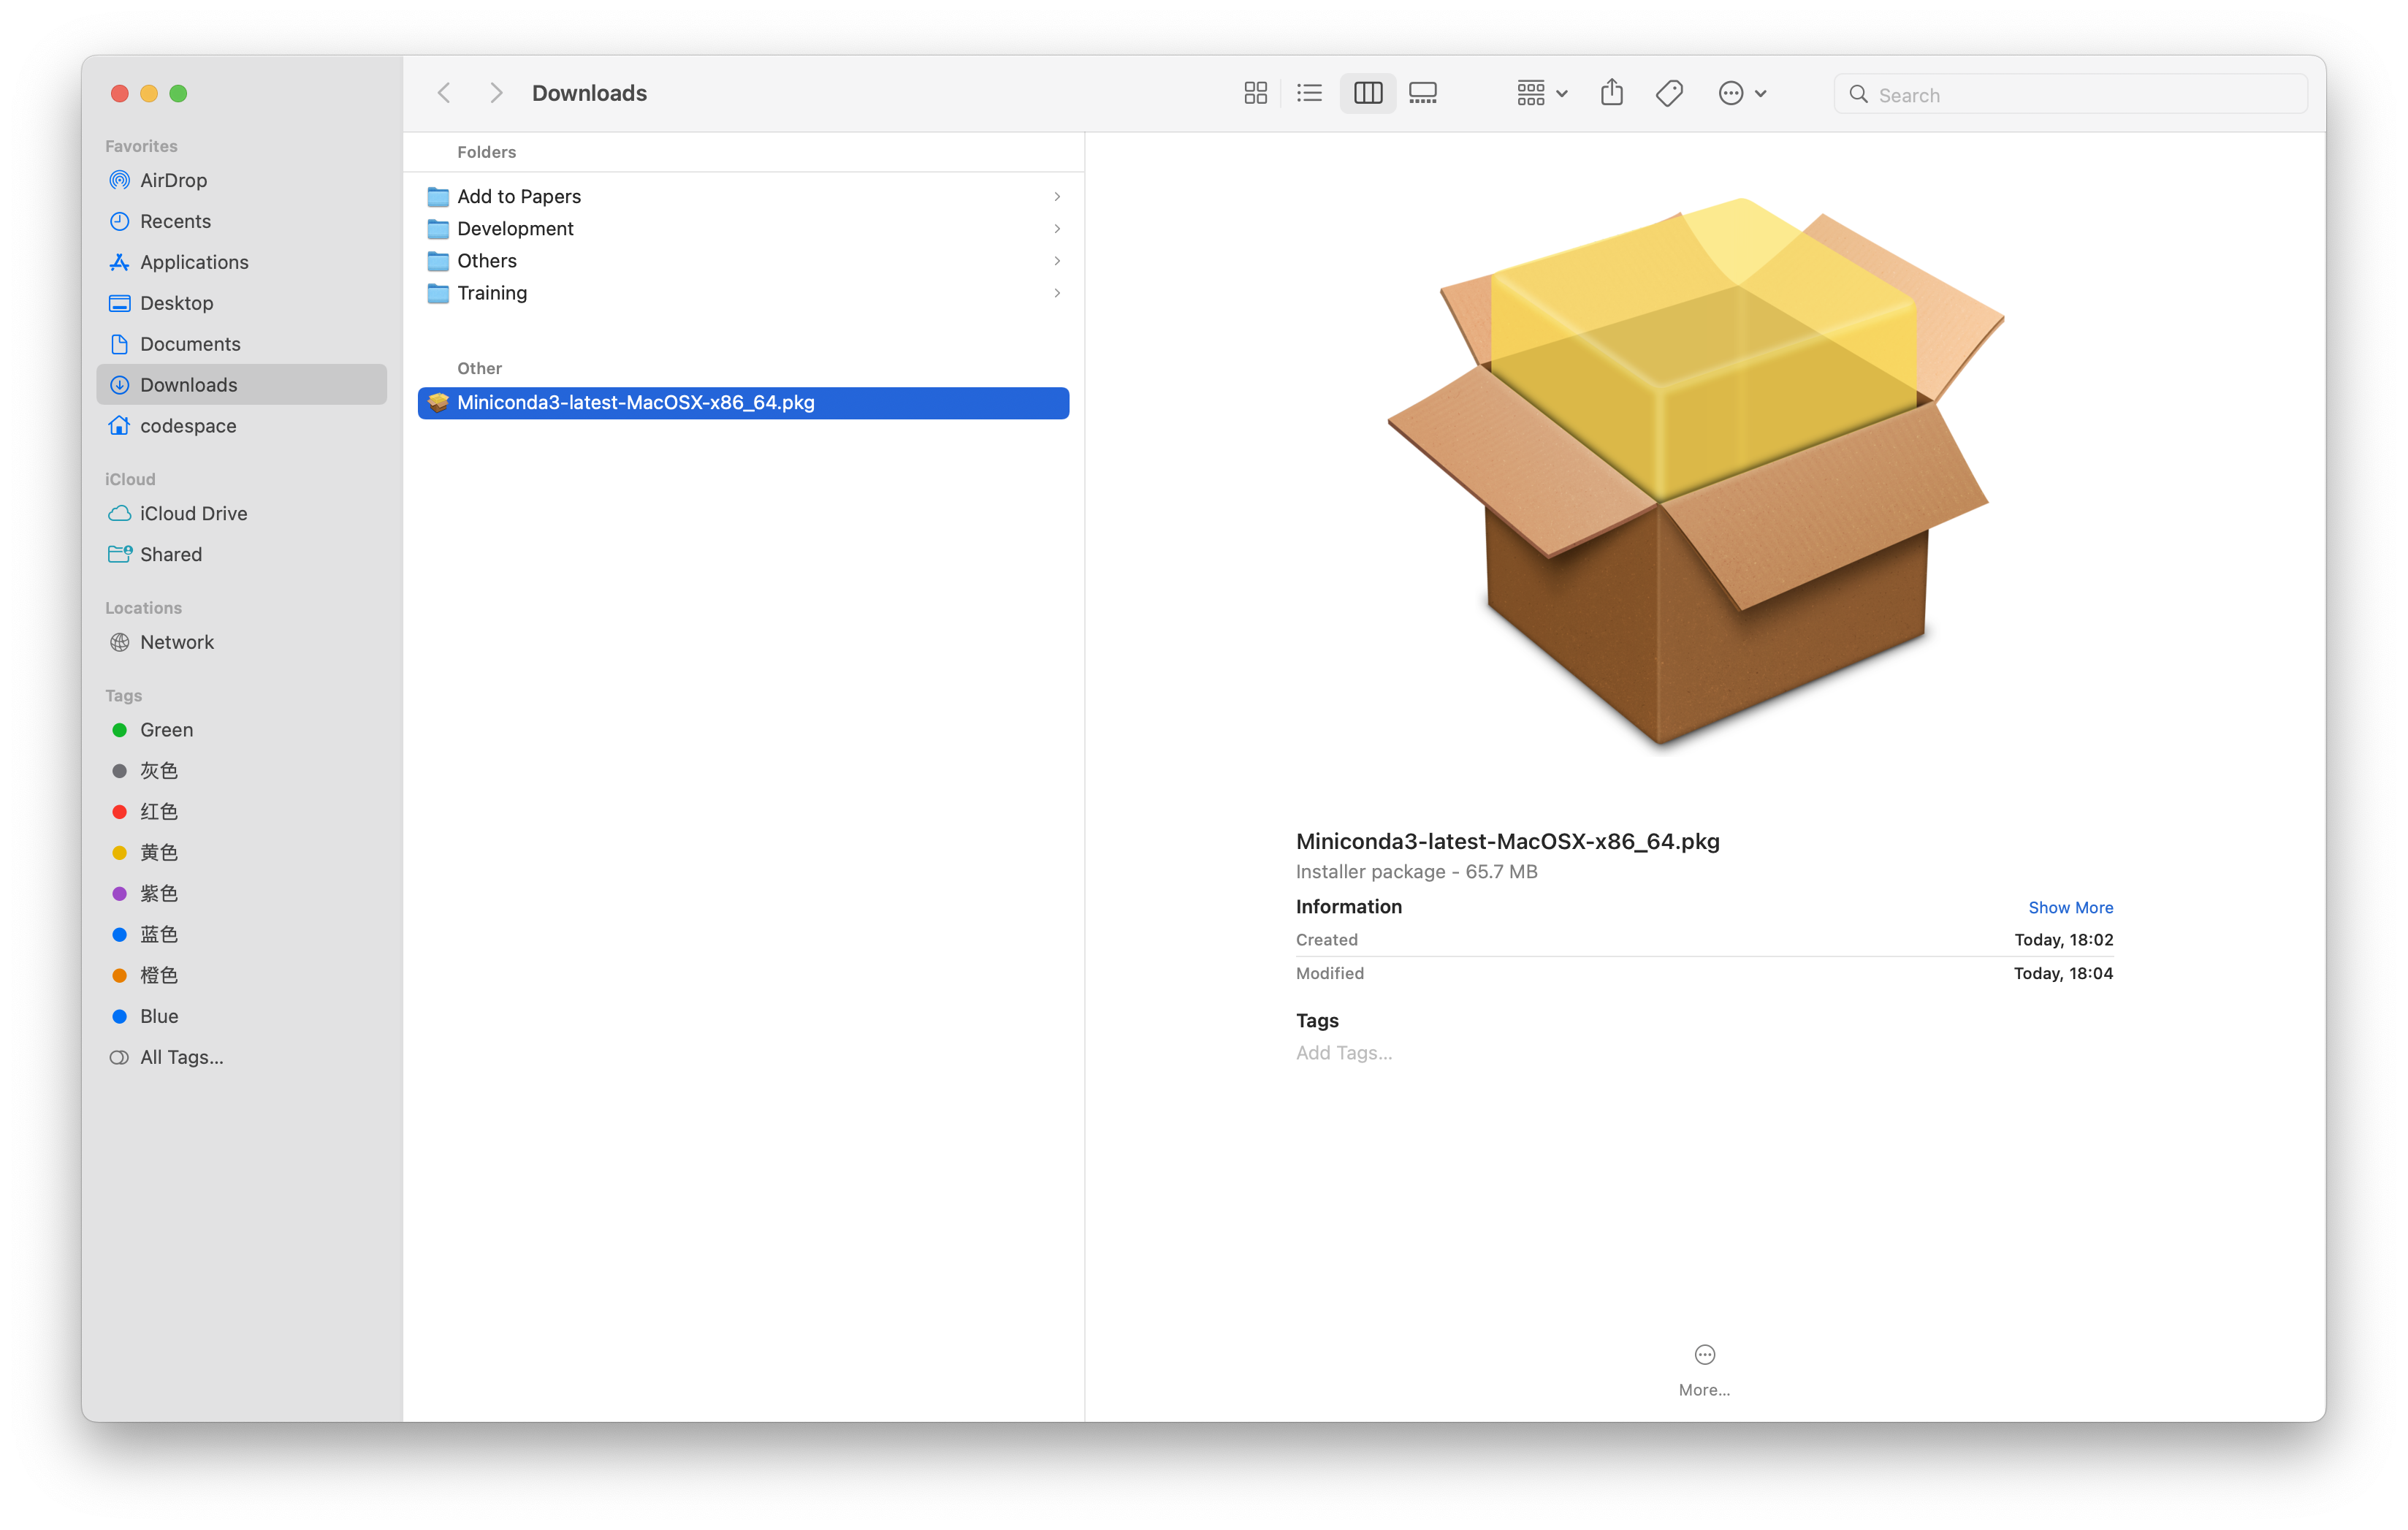 Favorites
AirDrop
Recents
Applications
Desktop
Documents
Downloads
codespace
iCloud
iCloud Drive
Shared
Locations
Network
Tags
Green
灰色
红色
黄色
紫色
蓝色
橙色
Blue
All Tags...
Downloads
Search
Folders
Add to Papers
Development
Others
Training
Other
Miniconda3-latest-MacOSX-x86_64.pkg
Miniconda3-latest-MacOSX-x86_64.pkg
Installer package - 65.7 MB
Information Show More
Created Today, 18:02
Modified Today, 18:04
Tags
Add Tags...
More...